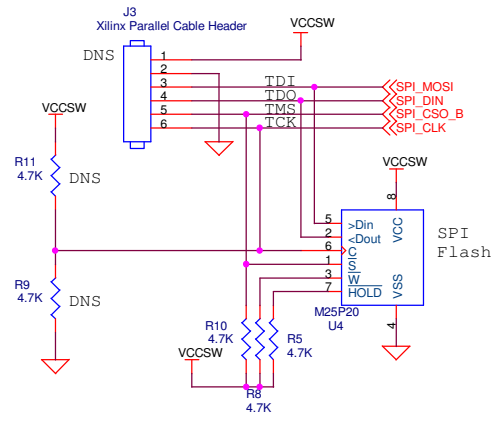 J3
Xilinx Parallel Cable Header
VCCSW
DNS
1
2
3
4
5
6
TDI
TDO
TMS
TCK
SPI_MOSI
SPI_DIN
SPI_CSO_B
SPI_CLK
VCCSW
R11
4.7K
DNS
R9
4.7K
DNS
VCCSW
8
5
2
6
1
3
7
>Din
<Dout
C
S
W
HOLD
VCC
VSS
SPI
Flash
M25P20
U4
4
R10
4.7K
R5
4.7K
VCCSW
R8
4.7K